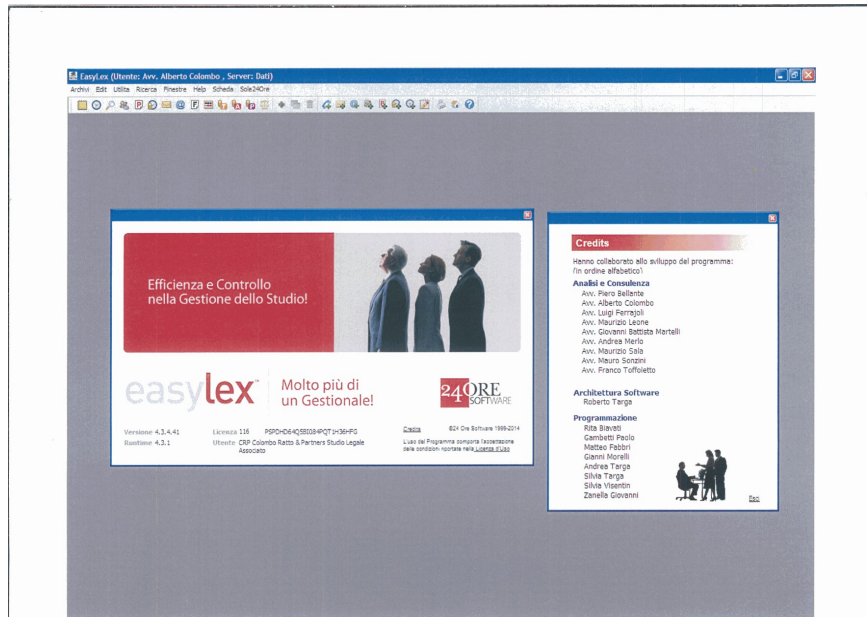 EasyLex (Utente: Avv. Alberto Colombo , Server: Dati)
Archivi Edit Utilita Ricerca Finestre Help Scheda Sole24Ore
Efficienza e Controllo
nella Gestione dello Studio!
easylex™
Molto più di
un Gestionale!
24ORE
SOFTWARE
Versione 4.3.4.41
Licenza 116
Runtime 4.3.1
Utente CRP Colombo Ratto & Partners Studio Legale
Associato
Credits ©24 Ore Software 1996-2014
L'uso del Programma comporta l'accettazione
delle condizioni riportate nella Licenza d'Uso
Credits
Hanno collaborato allo sviluppo del programma:
(in ordine alfabetico)
Analisi e Consulenza
Avv. Piero Bellante
Avv. Alberto Colombo
Avv. Luigi Ferrajoli
Avv. Maurizio Leone
Avv. Giovanni Battista Martelli
Avv. Andrea Merlo
Avv. Maurizio Sala
Avv. Mauro Sonzini
Avv. Franco Toffoletto
Architettura Software
Roberto Targa
Programmazione
Rita Biavati
Gambetti Paolo
Matteo Fabbri
Gianni Morelli
Andrea Targa
Silvia Targa
Silvia Visentin
Zanella Giovanni
Esci